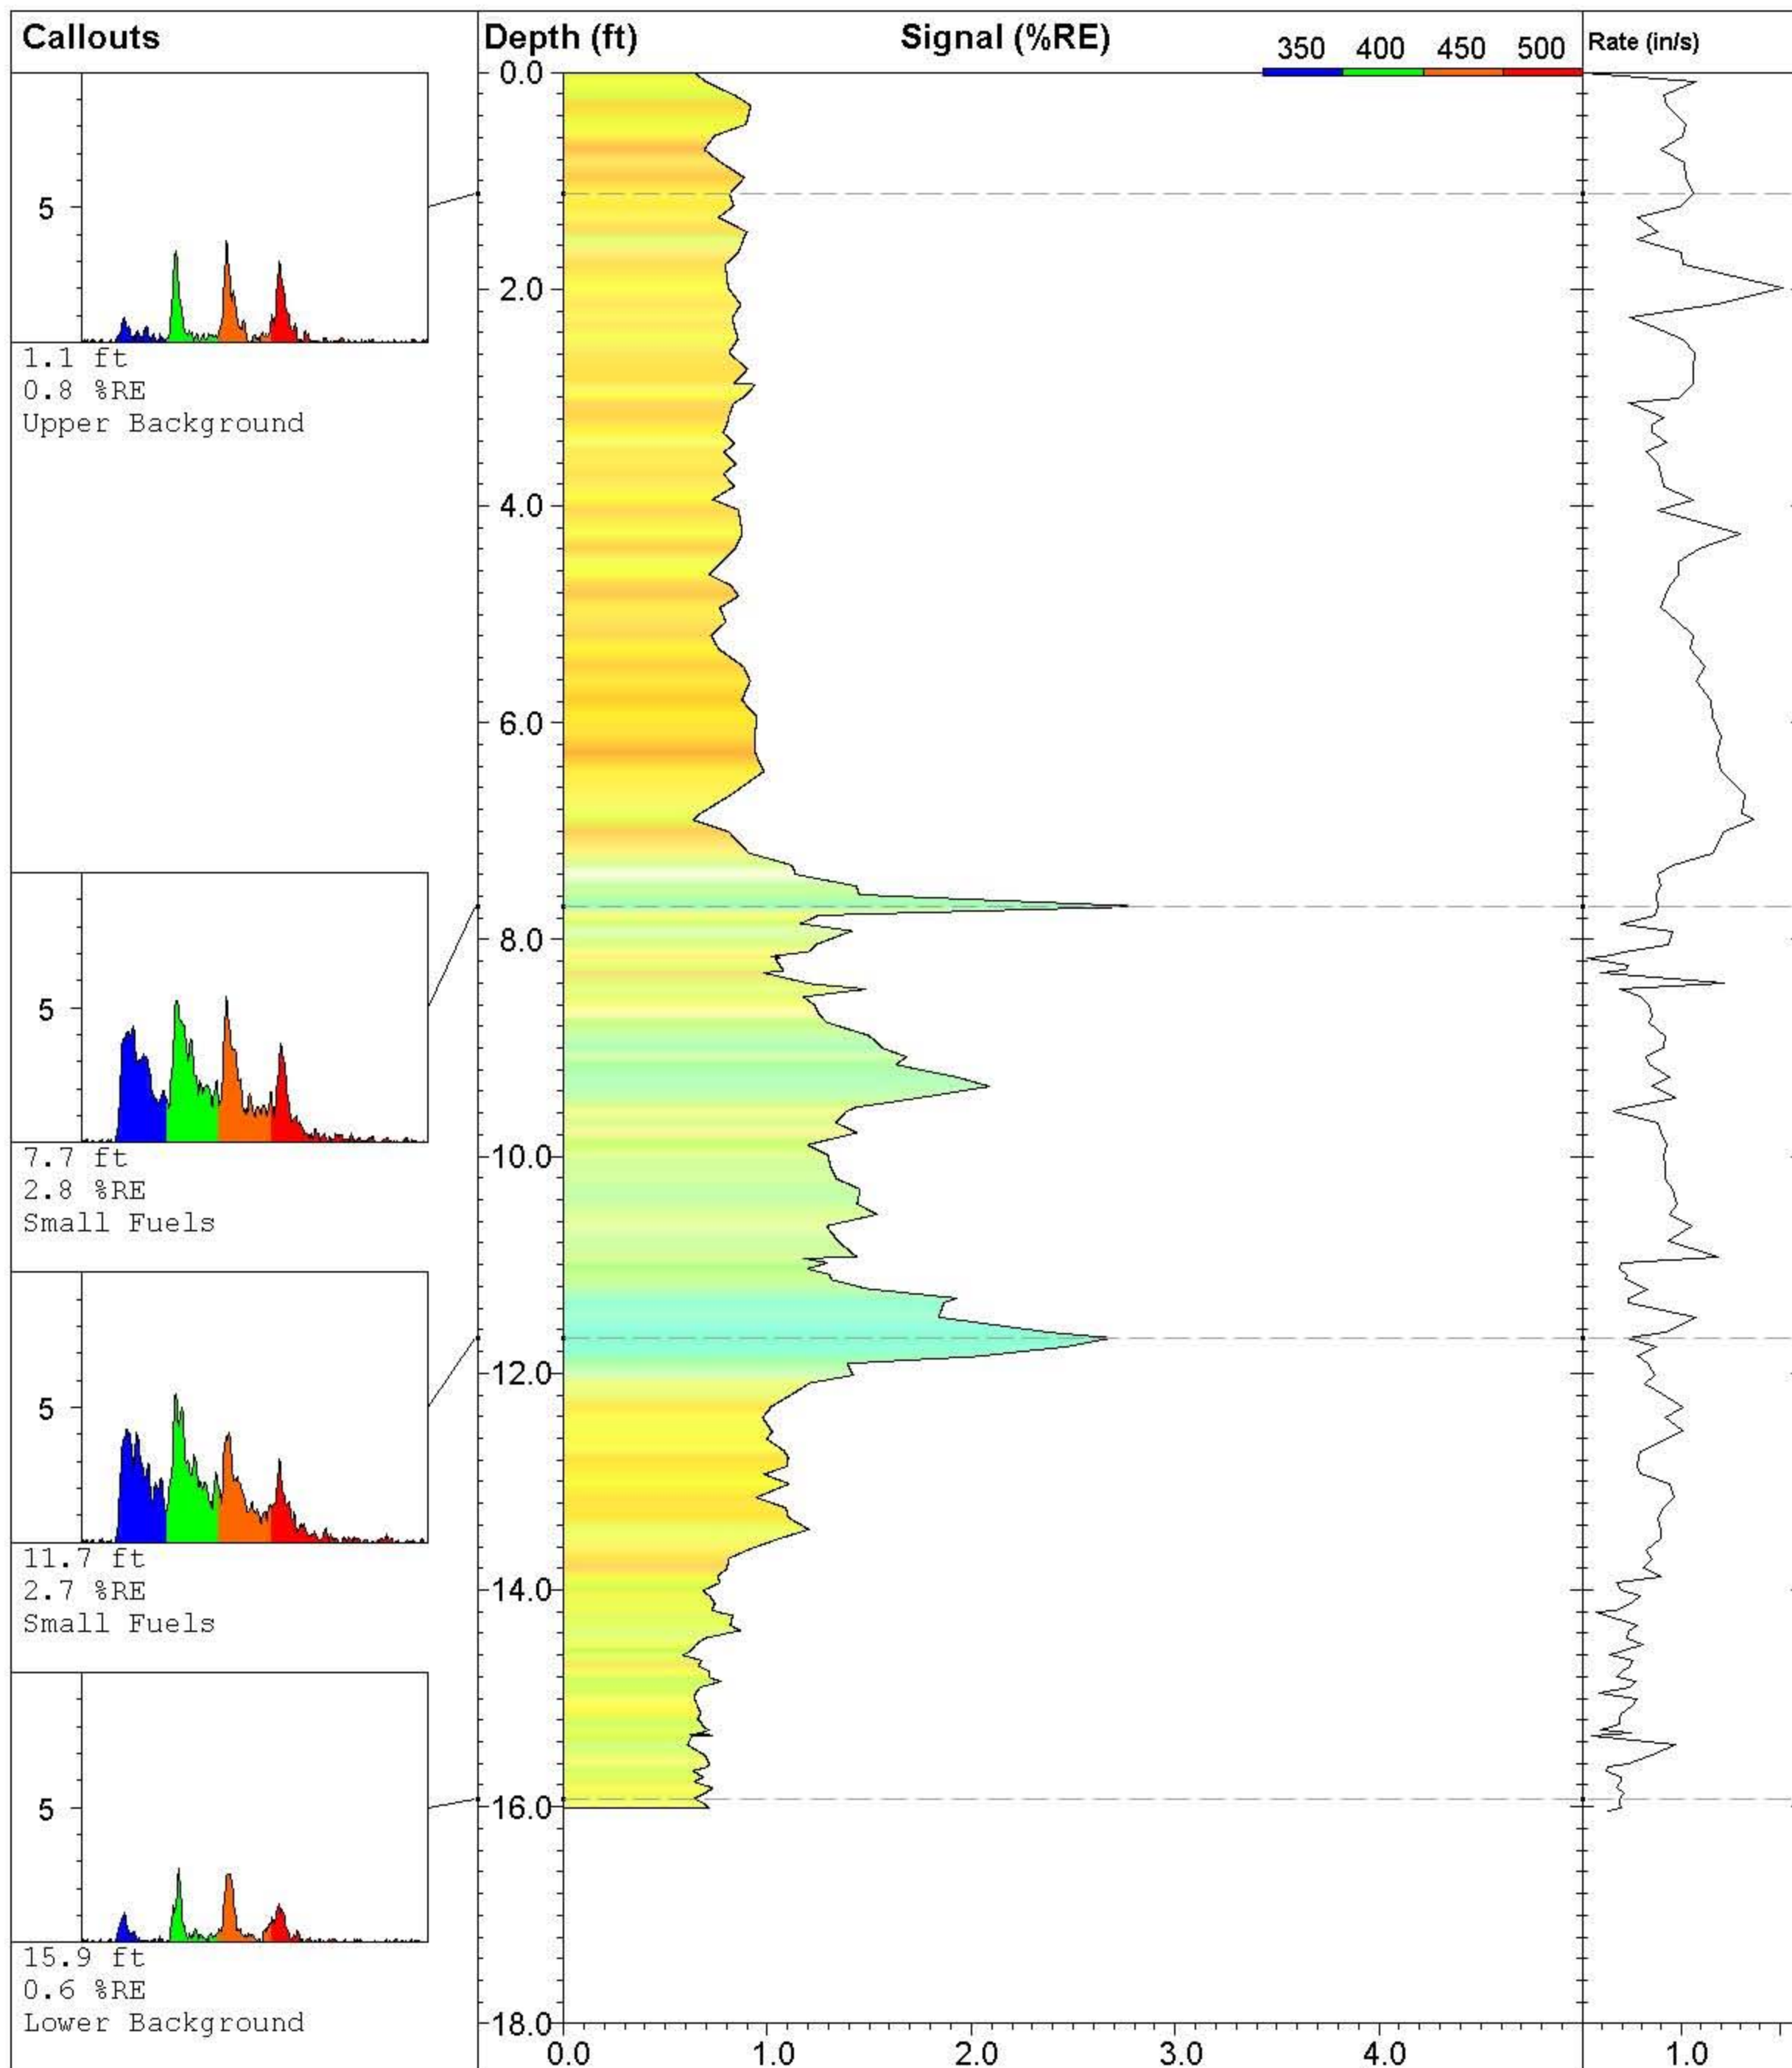 Callouts
Depth (ft)
Signal (%RE)
350 400 450 500
Rate (in/s)
5
1.1 ft
0.8 %RE
Upper Background
5
7.7 ft
2.8 %RE
Small Fuels
5
11.7 ft
2.7 %RE
Small Fuels
5
15.9 ft
0.6 %RE
Lower Background
0.0
2.0
4.0
6.0
8.0
10.0
12.0
14.0
16.0
18.0
0.0 1.0 2.0 3.0 4.0
1.0